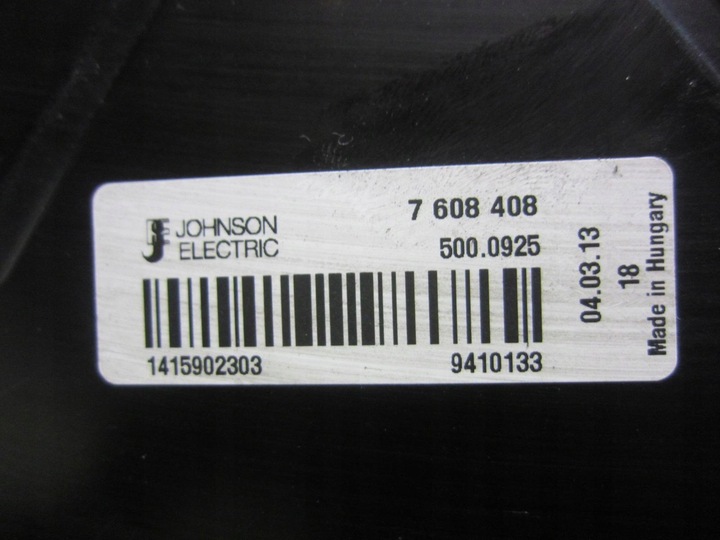 JOHNSON
ELECTRIC
7 608 408
500.0925
1415902303
9410133
04.03.13
18
Made in Hungary